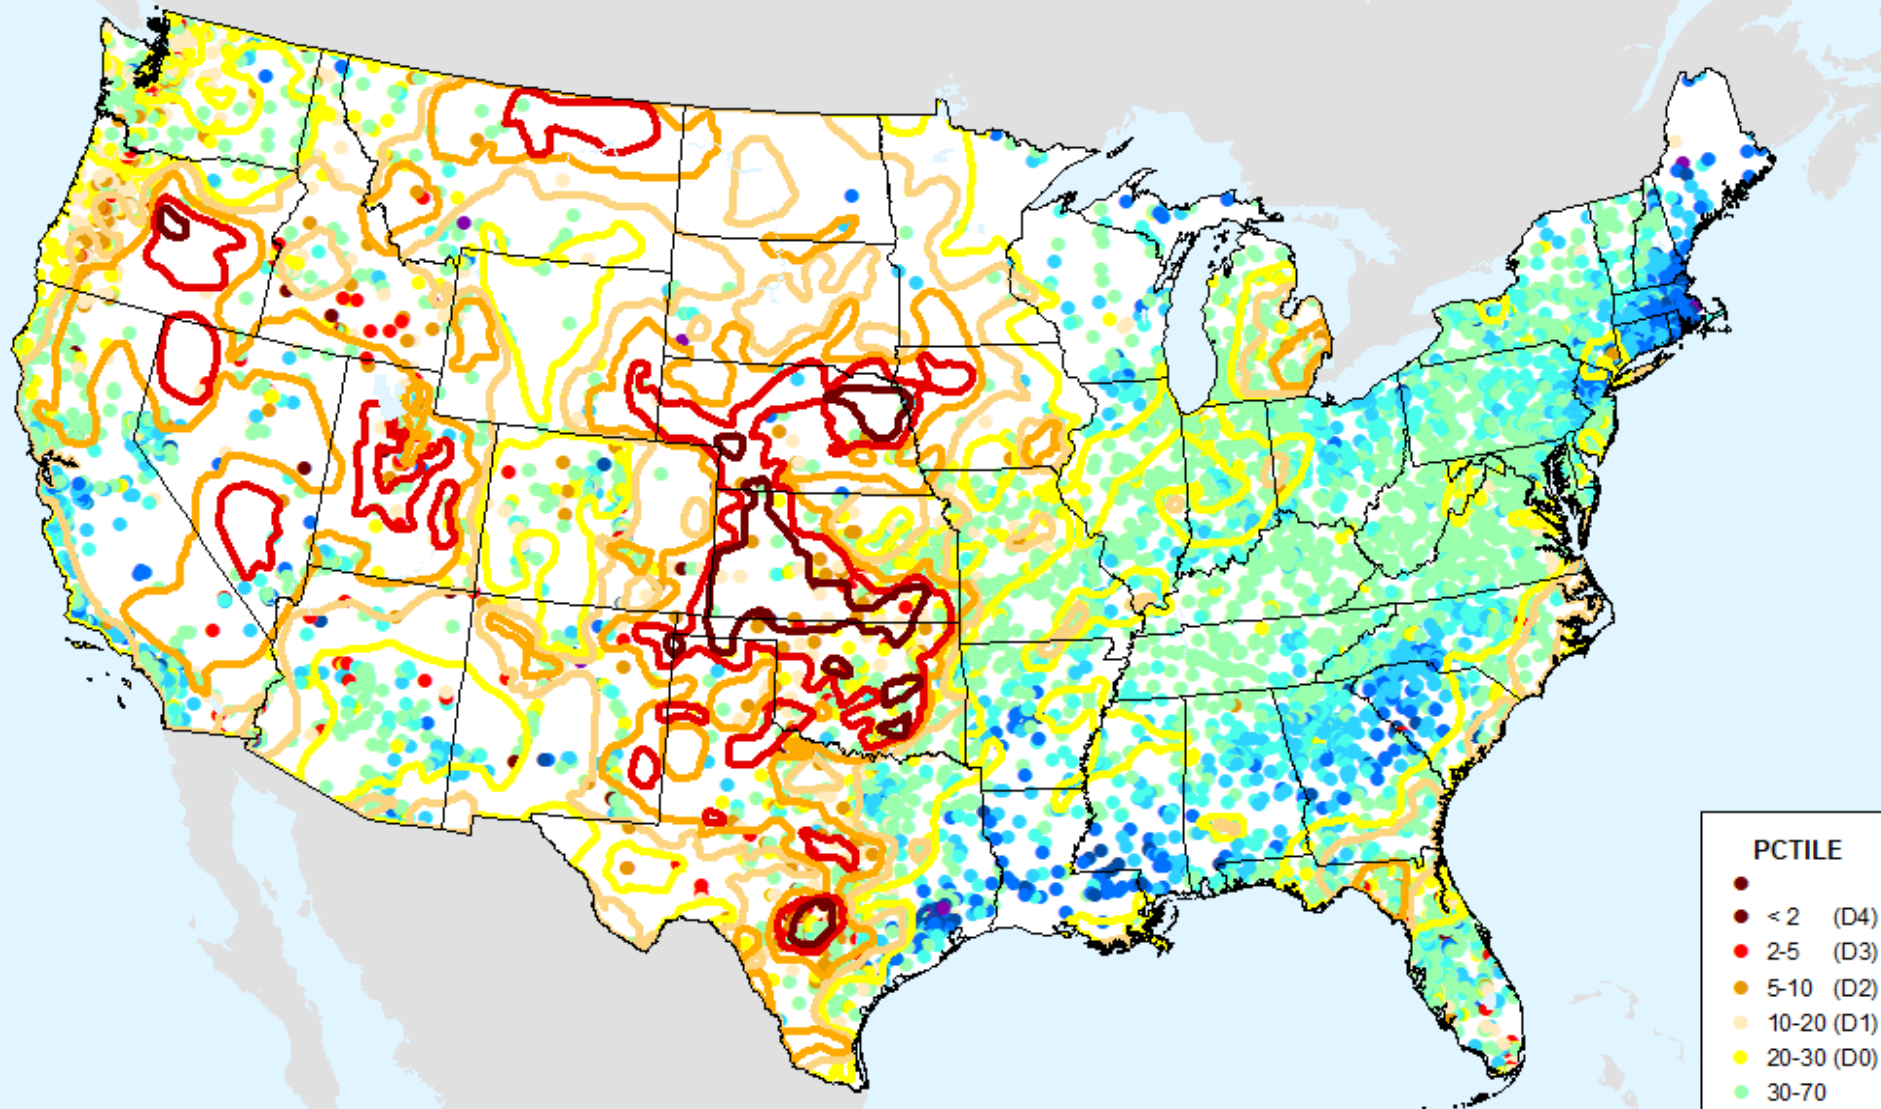 PCTILE
< 2 (D4)
2-5 (D3)
5-10 (D2)
10-20 (D1)
20-30 (D0)
30-70